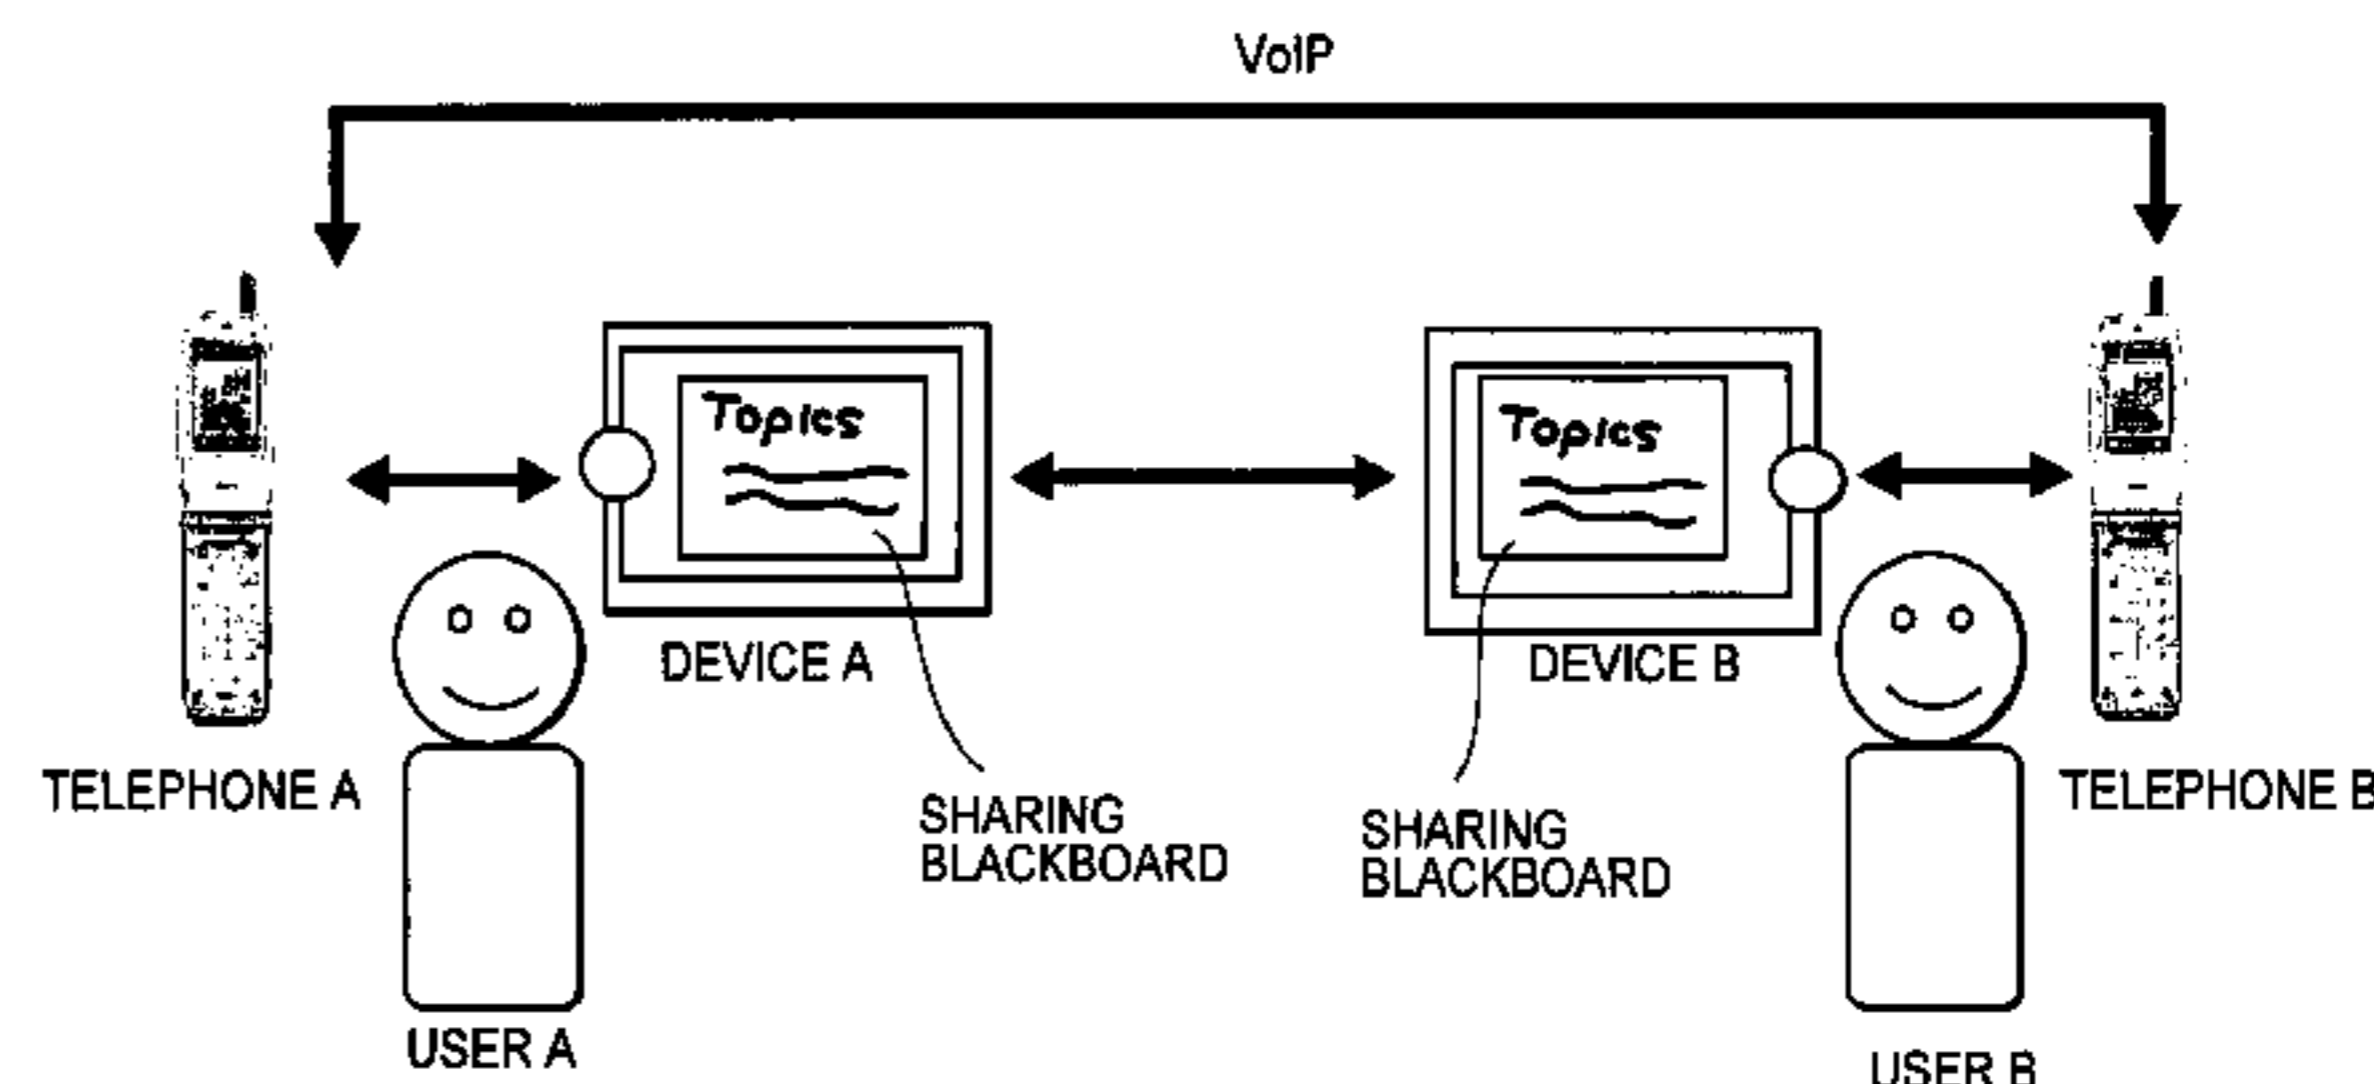 VoIP
Topics
Topics
DEVICE A
DEVICE B
TELEPHONE A
TELEPHONE B
SHARING
BLACKBOARD
SHARING
BLACKBOARD
USER A
USER B